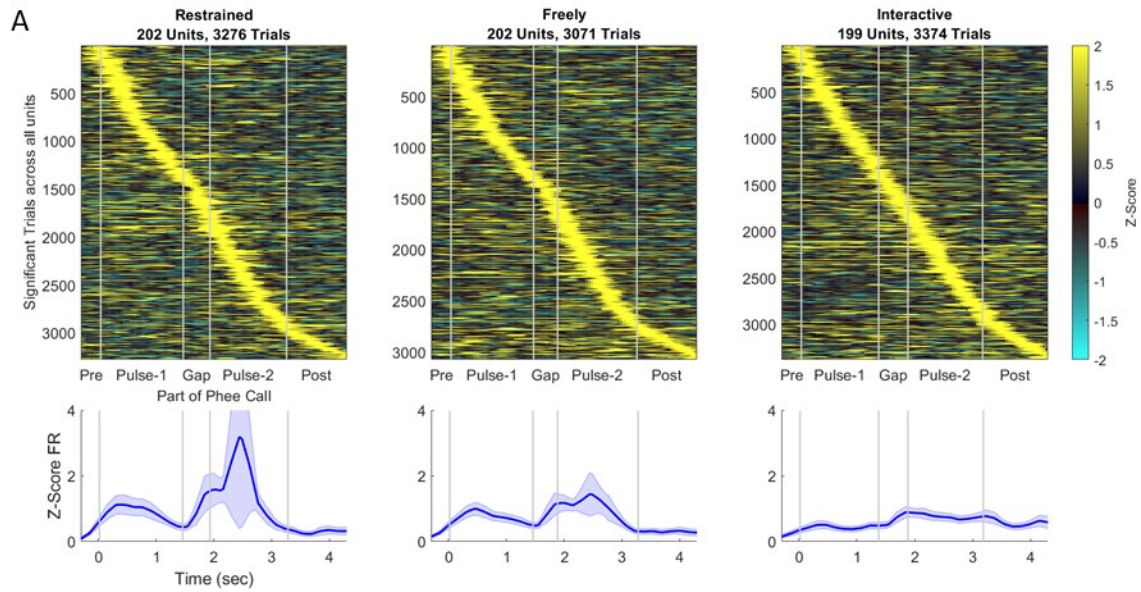 A
Restrained
202 Units, 3276 Trials
Freely
202 Units, 3071 Trials
Interactive
199 Units, 3374 Trials
Significant Trials across all units
500
1000
1500
2000
2500
3000
500
1000
1500
2000
2500
3000
500
1000
1500
2000
2500
3000
2
1.5
1
0.5
0
-0.5
-1
-1.5
-2
Z-Score
Pre Pulse-1 Gap Pulse-2 Post
Part of Phee Call
Pre Pulse-1 Gap Pulse-2 Post
Pre Pulse-1 Gap Pulse-2 Post
Z-Score FR
4
2
0
0 1 2 3 4
Time (sec)
4
2
0
0 1 2 3 4
4
2
0
0 1 2 3 4